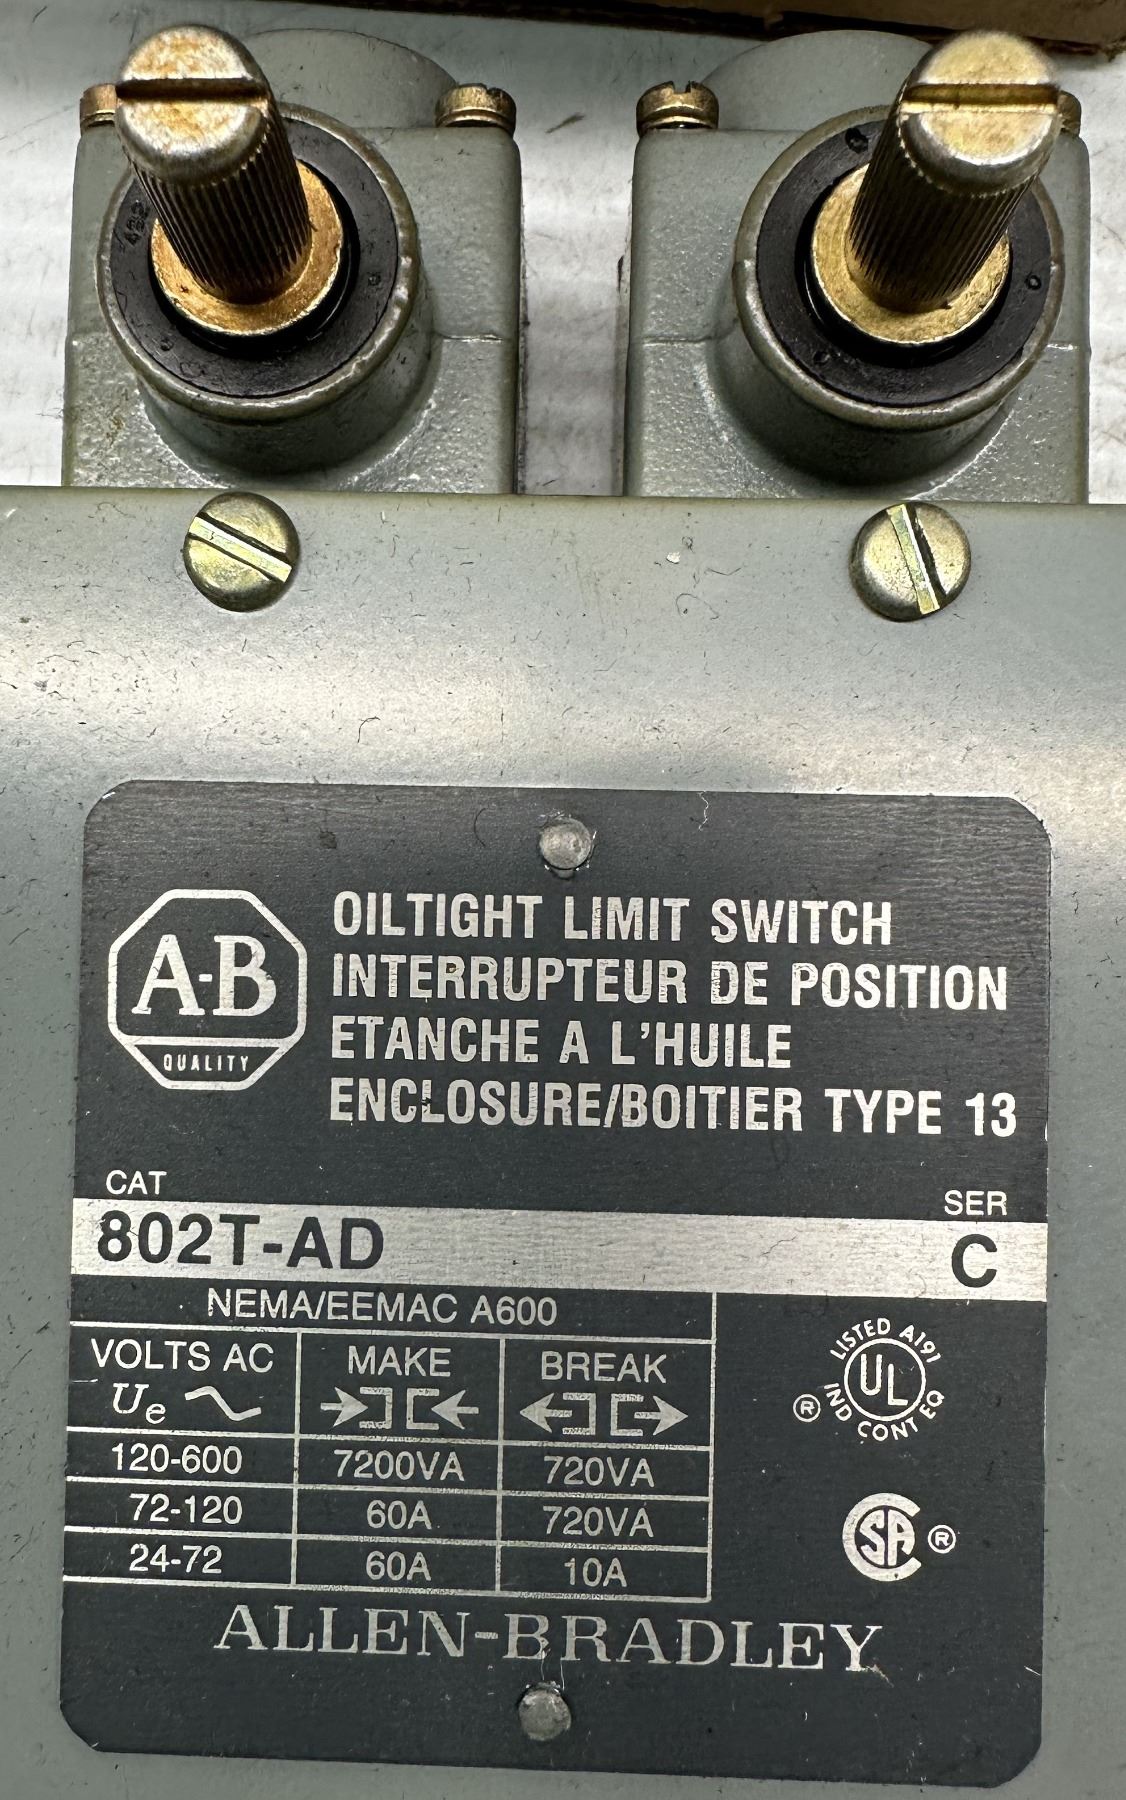 A-B
QUALITY
OILTIGHT LIMIT SWITCH
INTERRUPTEUR DE POSITION
ETANCHE A L'HUILE
ENCLOSURE/BOITIER TYPE 13
CAT
SER
802T-AD
C
NEMA/EEMAC A600
VOLTS AC MAKE BREAK
Ue
120-600 7200VA 720VA
72-120 60A 720VA
24-72 60A 10A
LISTED A191
UL
®
IND CONT EQ
SA ®
ALLEN-BRADLEY